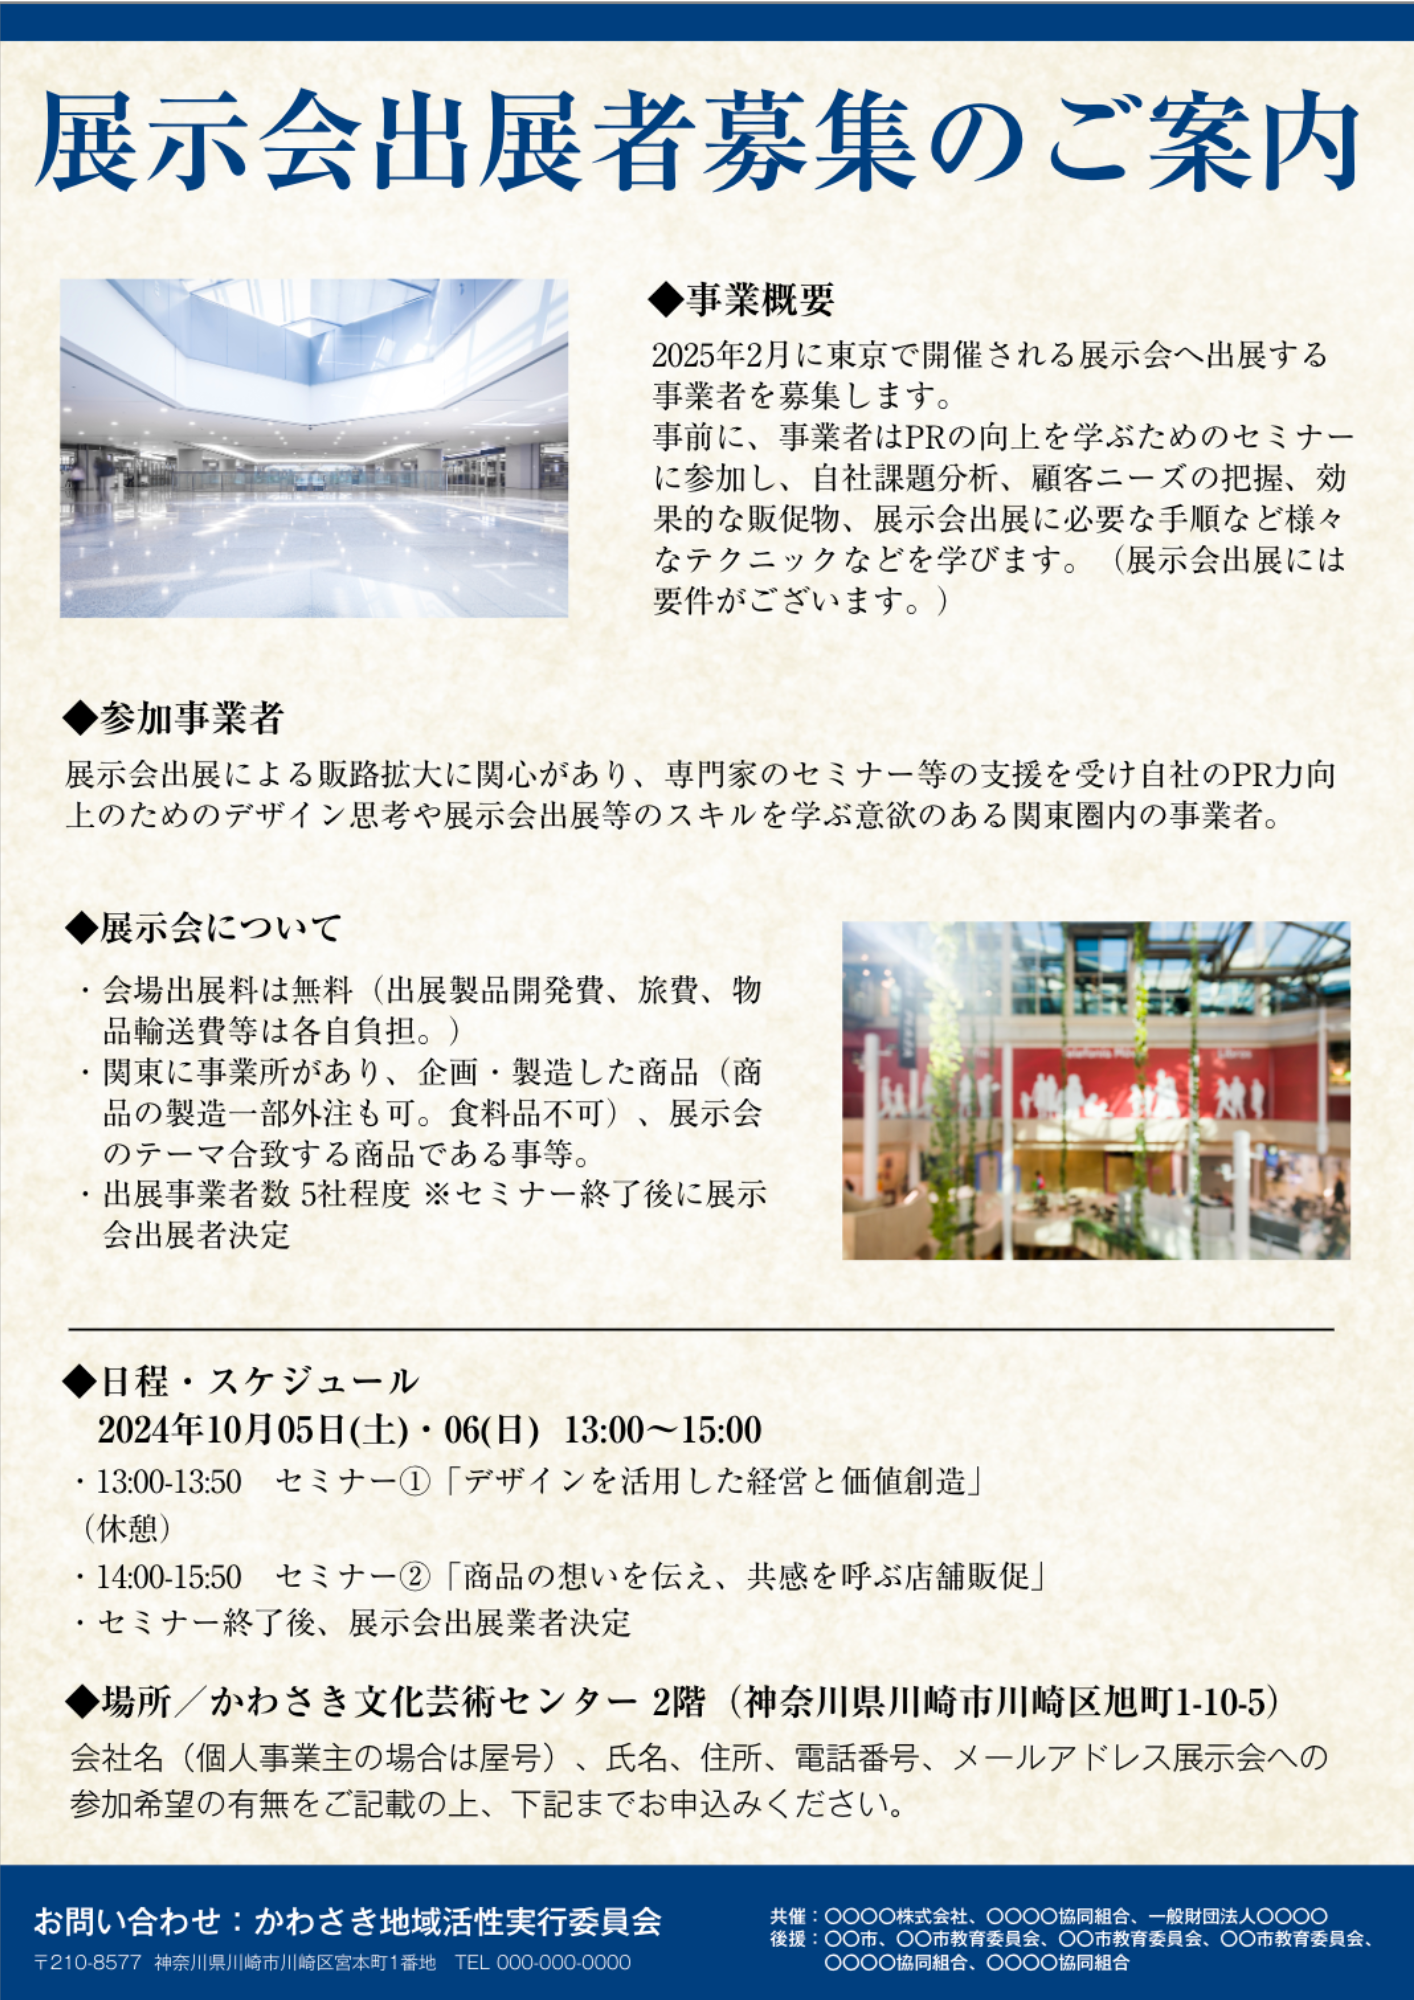 展示会出展者募集のご案内
◆事業概要
2025年2月に東京で開催される展示会へ出展する
事業者を募集します。
事前に、事業者はPRの向上を学ぶためのセミナー
に参加し、自社課題分析、顧客ニーズの把握、効
果的な販促物、展示会出展に必要な手順など様々
なテクニックなどを学びます。（展示会出展には
要件がございます。）
◆参加事業者
展示会出展による販路拡大に関心があり、専門家のセミナー等の支援を受け自社のPR力向
上のためのデザイン思考や展示会出展等のスキルを学ぶ意欲のある関東圏内の事業者。
◆展示会について
・会場出展料は無料（出展製品開発費、旅費、物
品輸送費等は各自負担。）
・関東に事業所があり、企画・製造した商品（商
品の製造一部外注も可。食料品不可）、展示会
のテーマ合致する商品である事等。
・出展事業者数 5社程度 ※セミナー終了後に展示
会出展者決定
◆日程・スケジュール
2024年10月05日(土)・06(日) 13:00〜15:00
・13:00-13:50　セミナー①「デザインを活用した経営と価値創造」
（休憩）
・14:00-15:50　セミナー②「商品の想いを伝え、共感を呼ぶ店舗販促」
・セミナー終了後、展示会出展業者決定
◆場所／かわさき文化芸術センター 2階（神奈川県川崎市川崎区旭町1-10-5）
会社名（個人事業主の場合は屋号）、氏名、住所、電話番号、メールアドレス展示会への
参加希望の有無をご記載の上、下記までお申込みください。
お問い合わせ：かわさき地域活性実行委員会
〒210-8577 神奈川県川崎市川崎区宮本町1番地　TEL 000-000-0000
共催：〇〇〇〇株式会社、〇〇〇〇協同組合、一般財団法人〇〇〇〇
後援：〇〇市、〇〇市教育委員会、〇〇市教育委員会、〇〇市教育委員会、
〇〇〇〇協同組合、〇〇〇〇協同組合